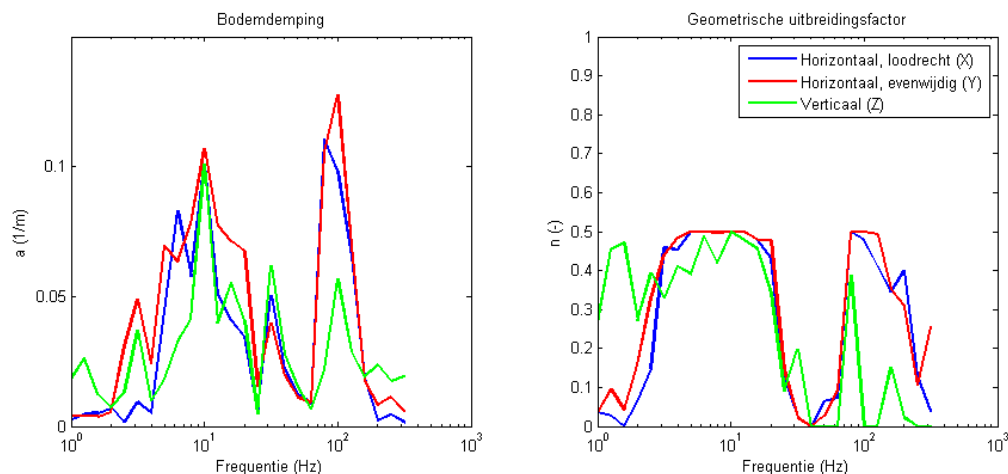 Bodemdemping
a (1/m)
0.1
0.05
0
10^0
10^1
10^2
10^3
Frequentie (Hz)
Geometrische uitbreidingsfactor
n (-)
1
0.9
0.8
0.7
0.6
0.5
0.4
0.3
0.2
0.1
0
10^0
10^1
10^2
10^3
Frequentie (Hz)
Horizontaal, loodrecht (X)
Horizontaal, evenwijdig (Y)
Verticaal (Z)